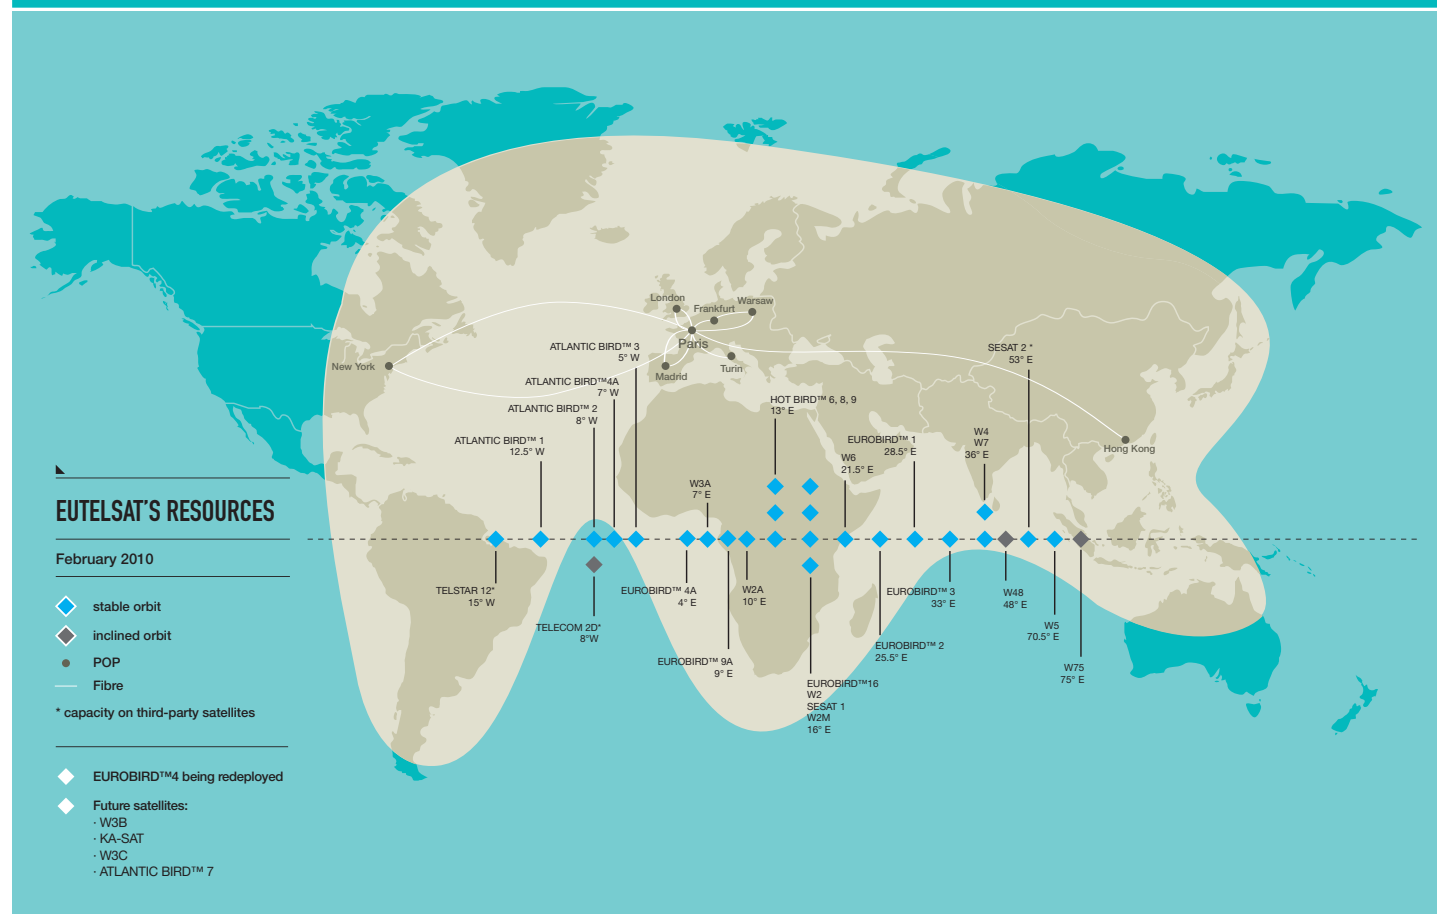 London
Frankfurt
Warsaw
Paris
New York
Madrid
Turin
Hong Kong
ATLANTIC BIRD™ 3
5° W
ATLANTIC BIRD™4A
7° W
ATLANTIC BIRD™ 2
8° W
ATLANTIC BIRD™ 1
12.5° W
SESAT 2 *
53° E
HOT BIRD™ 6, 8, 9
13° E
W4
W7
36° E
EUROBIRD™ 1
28.5° E
W6
21.5° E
W3A
7° E
TELSTAR 12*
15° W
TELECOM 2D*
8°W
EUROBIRD™ 4A
4° E
W2A
10° E
EUROBIRD™ 9A
9° E
EUROBIRD™16
W2
SESAT 1
W2M
16° E
EUROBIRD™ 2
25.5° E
EUROBIRD™ 3
33° E
W48
48° E
W5
70.5° E
W75
75° E
EUTELSAT'S RESOURCES
February 2010
stable orbit
inclined orbit
POP
Fibre
* capacity on third-party satellites
EUROBIRD™4 being redeployed
Future satellites:
· W3B
· KA-SAT
· W3C
· ATLANTIC BIRD™ 7